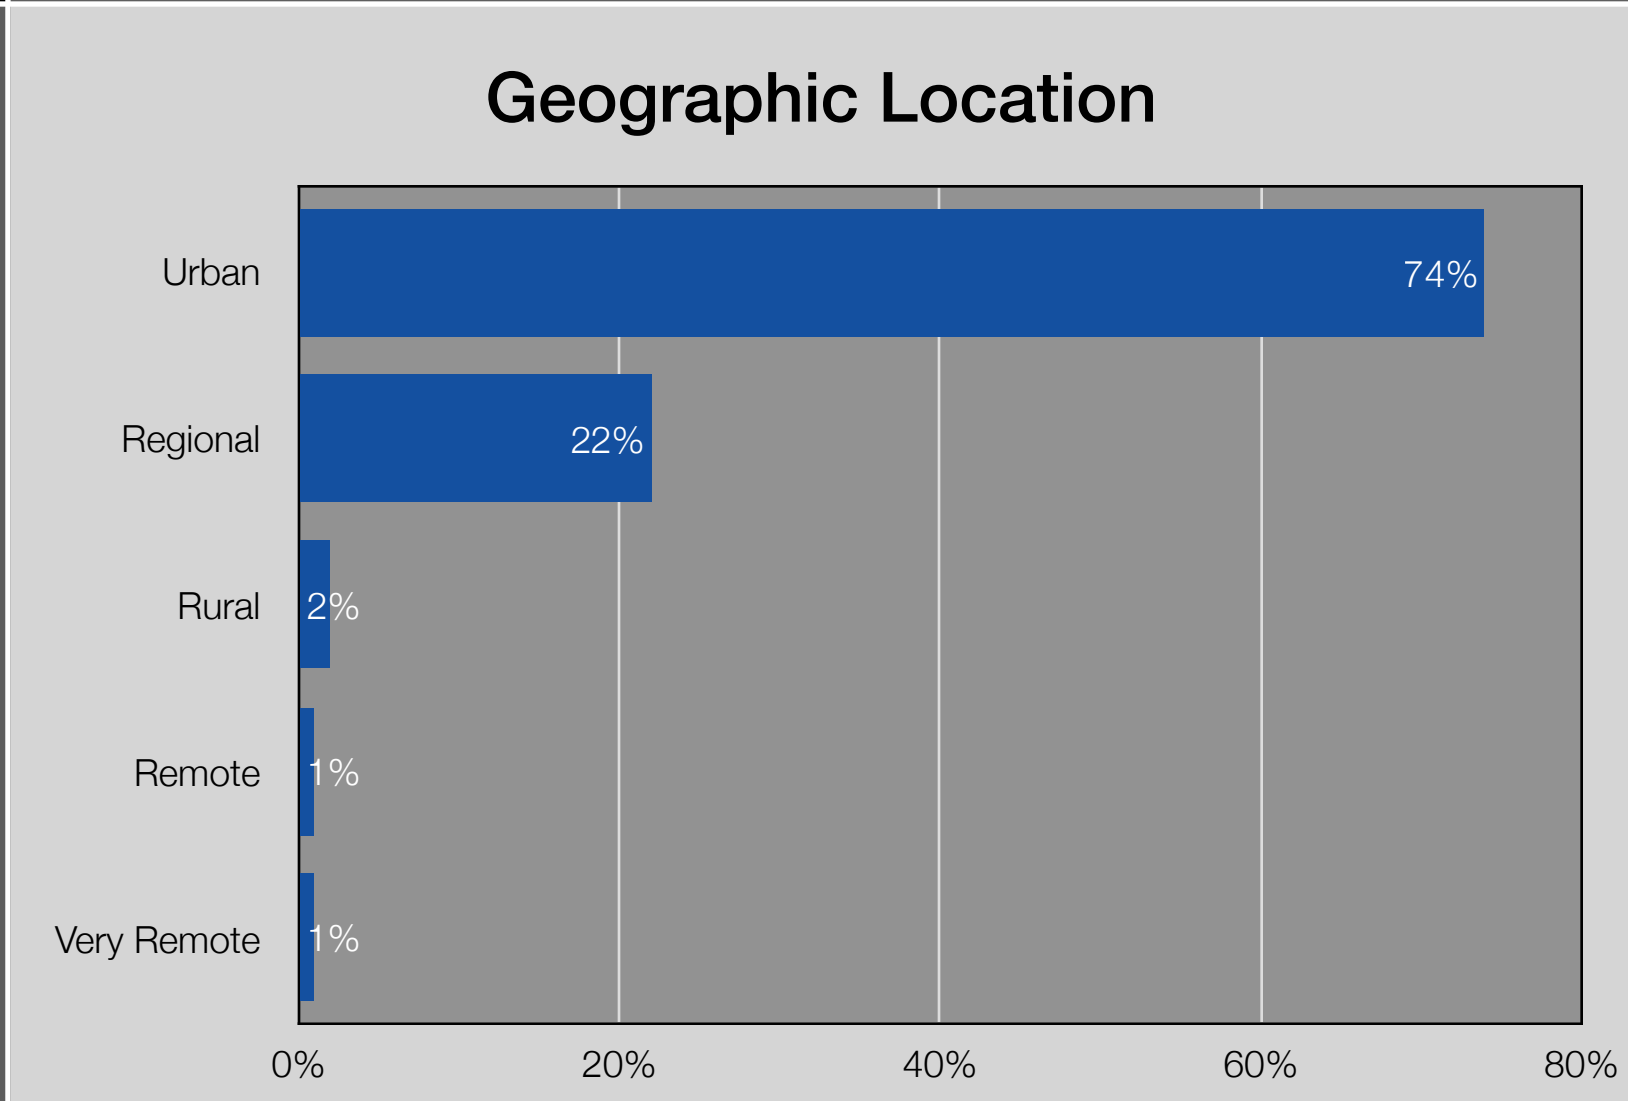 Geographic Location
Urban
74%
Regional
22%
Rural
2%
Remote
1%
Very Remote
1%
0% 20% 40% 60% 80%